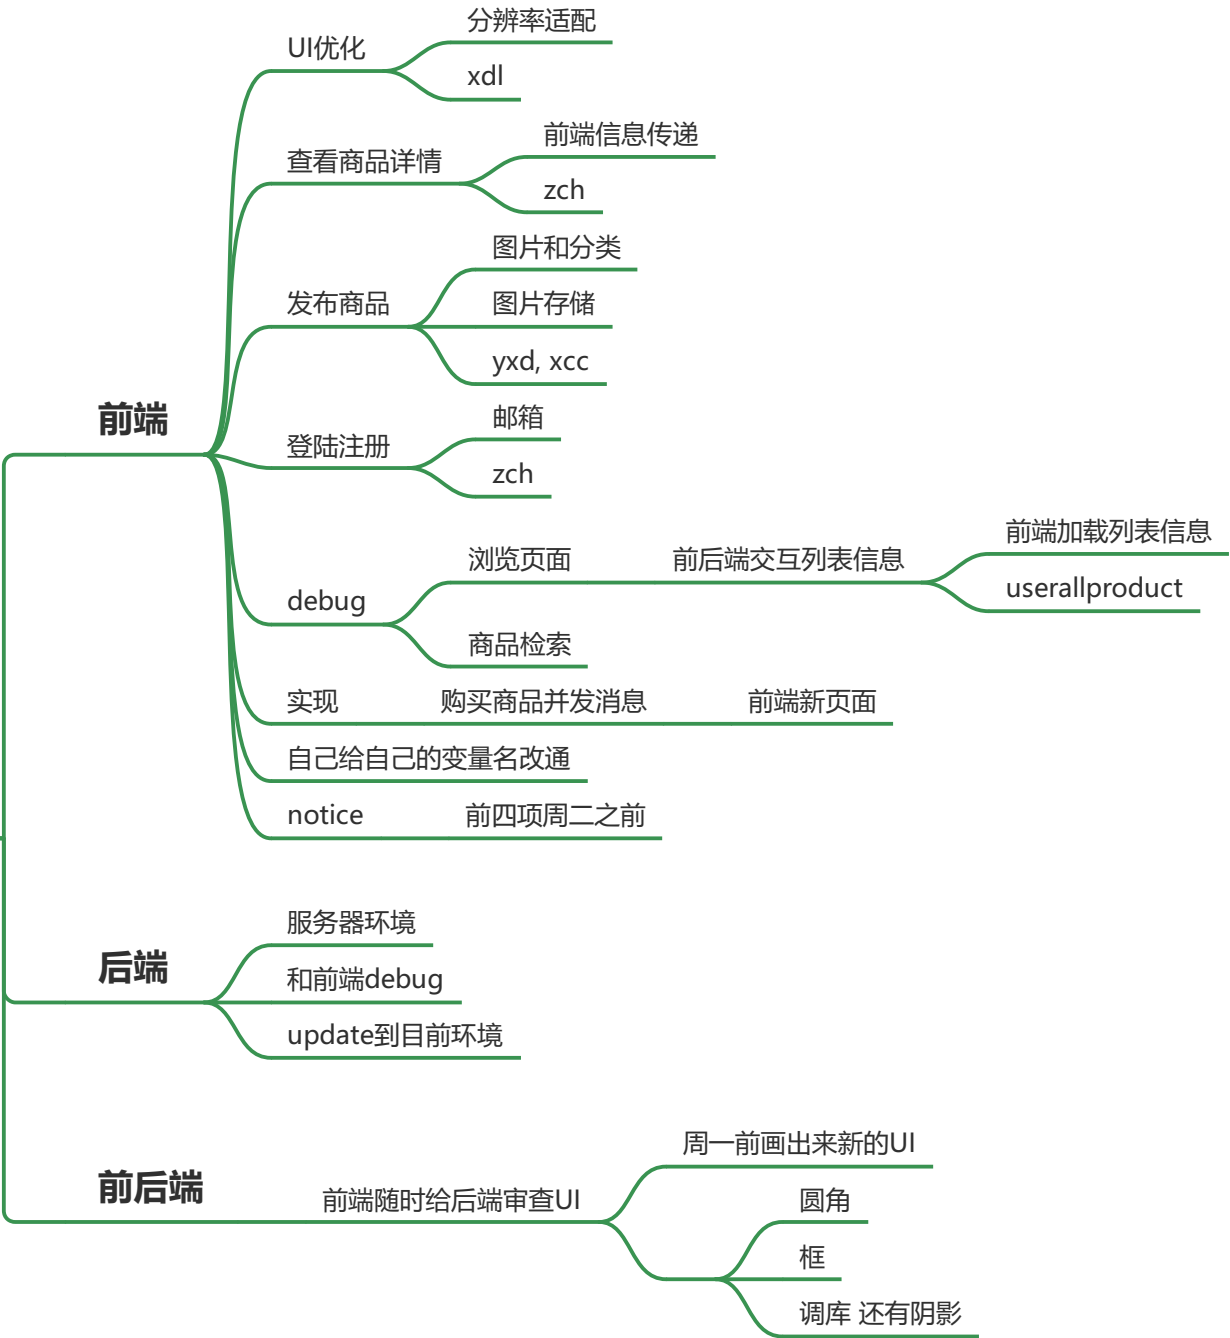 分辨率适配
UI优化
xdl
前端信息传递
查看商品详情
zch
图片和分类
发布商品
图片存储
yxd, xcc
前端
邮箱
登陆注册
zch
前端加载列表信息
浏览页面
前后端交互列表信息
userallproduct
debug
商品检索
实现
购买商品并发消息
前端新页面
自己给自己的变量名改通
notice
前四项周二之前
服务器环境
后端
和前端debug
update到目前环境
周一前画出来新的UI
前后端
前端随时给后端审查UI
圆角
框
调库 还有阴影